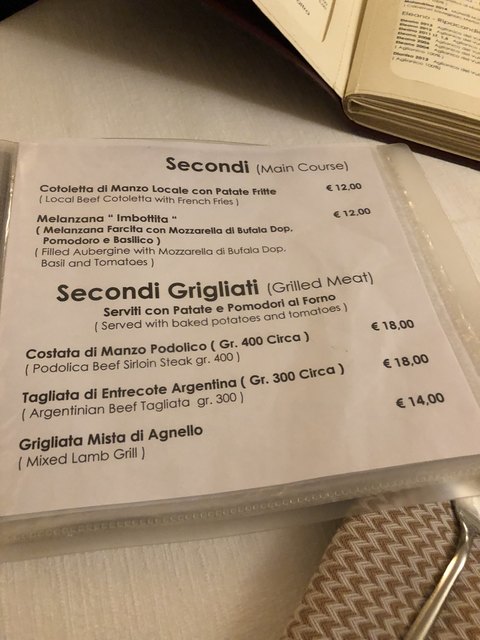 Secondi (Main Course)
Cotoletta di Manzo Locale con Patate Fritte € 12,00
( Local Beef Cotoletta with French Fries )
Melanzana " Imbottita " € 12,00
( Melanzana Farcita con Mozzarella di Bufala Dop,
Pomodoro e Basilico )
( Filled Aubergine with Mozzarella di Bufala Dop,
Basil and Tomatoes )
Secondi Grigliati (Grilled Meat)
Serviti con Patate e Pomodori al Forno
( Served with baked potatoes and tomatoes )
Costata di Manzo Podolico ( Gr. 400 Circa ) € 18,00
( Podolica Beef Sirloin Steak gr. 400 )
Tagliata di Entrecote Argentina ( Gr. 300 Circa ) € 18,00
( Argentinian Beef Tagliata gr. 300 )
Grigliata Mista di Agnello € 14,00
( Mixed Lamb Grill )